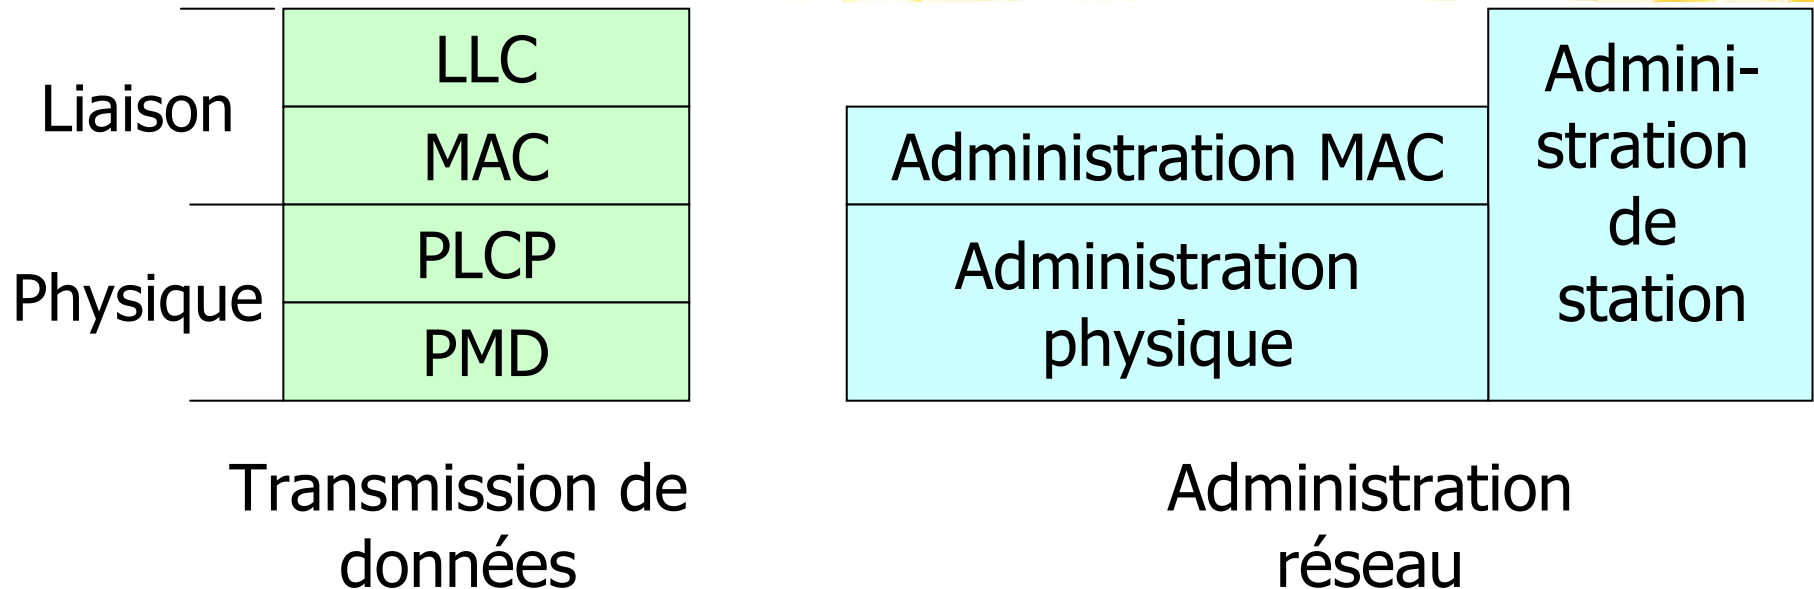 Liaison
Physique
LLC
MAC
PLCP
PMD
Transmission de
données
Administration MAC
Administration
physique
Admini-
stration
de
station
Administration
réseau